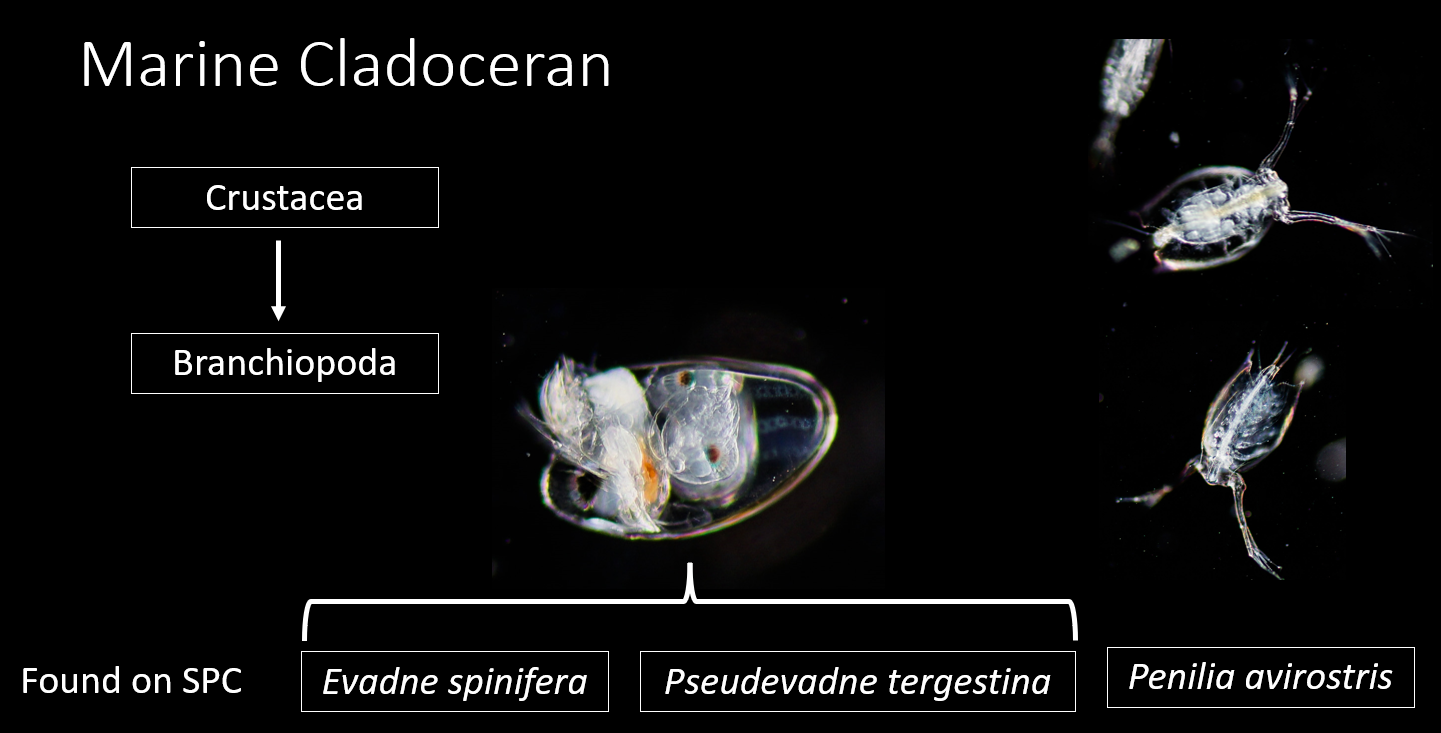 Marine Cladoceran
Crustacea
Branchiopoda
Found on SPC
Evadne spinifera
Pseudevadne tergestina
Penilia avirostris